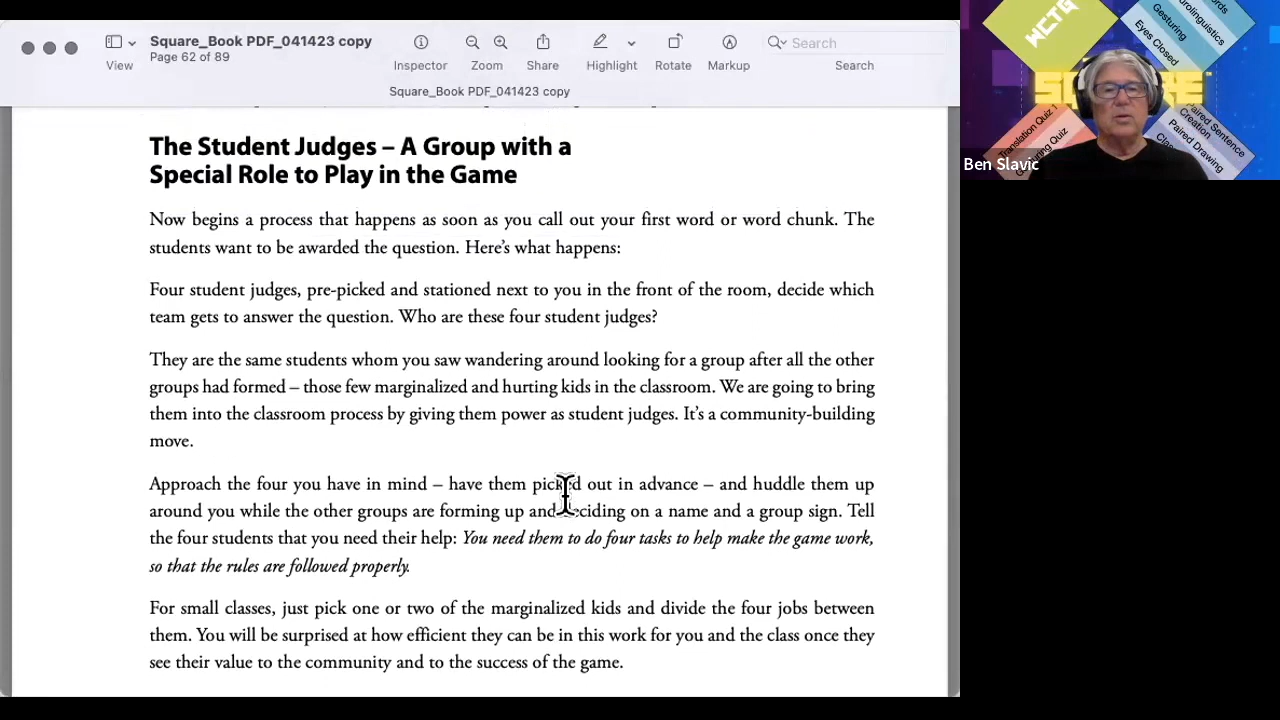 Square_Book PDF_041423 copy
Page 62 of 89
View
Inspector
Zoom
Share
Highlight
Rotate
Markup
Search
Search
Square_Book PDF_041423 copy
The Student Judges – A Group with a
Special Role to Play in the Game
Now begins a process that happens as soon as you call out your first word or word chunk. The
students want to be awarded the question. Here’s what happens:
Four student judges, pre-picked and stationed next to you in the front of the room, decide which
team gets to answer the question. Who are these four student judges?
They are the same students whom you saw wandering around looking for a group after all the other
groups had formed – those few marginalized and hurting kids in the classroom. We are going to bring
them into the classroom process by giving them power as student judges. It’s a community-building
move.
Approach the four you have in mind – have them picked out in advance – and huddle them up
around you while the other groups are forming up and deciding on a name and a group sign. Tell
the four students that you need their help: You need them to do four tasks to help make the game work,
so that the rules are followed properly.
For small classes, just pick one or two of the marginalized kids and divide the four jobs between
them. You will be surprised at how efficient they can be in this work for you and the class once they
see their value to the community and to the success of the game.
WCTG
Gesturing
Eyes Closed
Translation Quiz 1
Quiz
Paired Sentence
Creation
Paired Drawing
Ben Slavic